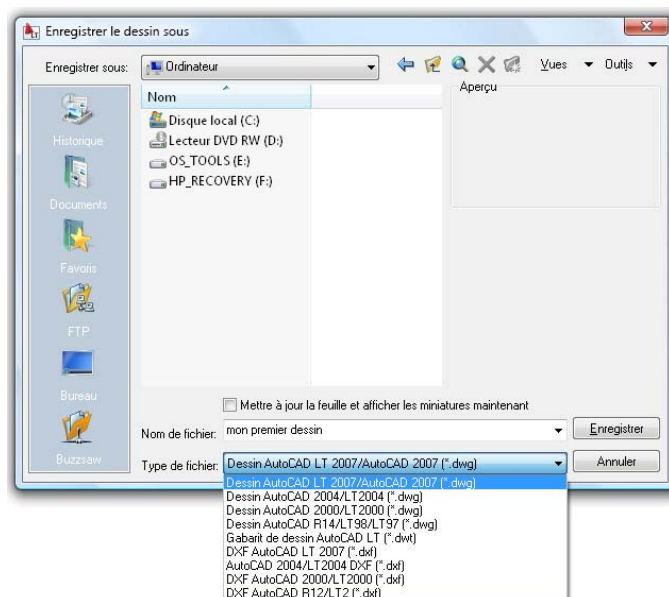 Enregistrer le dessin sous
Enregistrer sous: Ordinateur Vues Outils
Nom
Aperçu
Disque local (C:)
Lecteur DVD RW (D:)
OS_TOOLS (E:)
HP_RECOVERY (F:)
Historique
Documents
Favoris
FTP
Bureau
Buzzsaw
Mettre à jour la feuille et afficher les miniatures maintenant
Nom de fichier: mon premier dessin Enregistrer
Type de fichier: Dessin AutoCAD LT 2007/AutoCAD 2007 (*.dwg) Annuler
Dessin AutoCAD LT 2007/AutoCAD 2007 (*.dwg)
Dessin AutoCAD 2004/LT2004 (*.dwg)
Dessin AutoCAD 2000/LT2000 (*.dwg)
Dessin AutoCAD R14/LT98/LT97 (*.dwg)
Gabarit de dessin AutoCAD LT (*.dwt)
DXF AutoCAD LT 2007 (*.dxf)
AutoCAD 2004/LT2004 DXF (*.dxf)
DXF AutoCAD 2000/LT2000 (*.dxf)
DXF AutoCAD R12/LT2 (*.dxf)